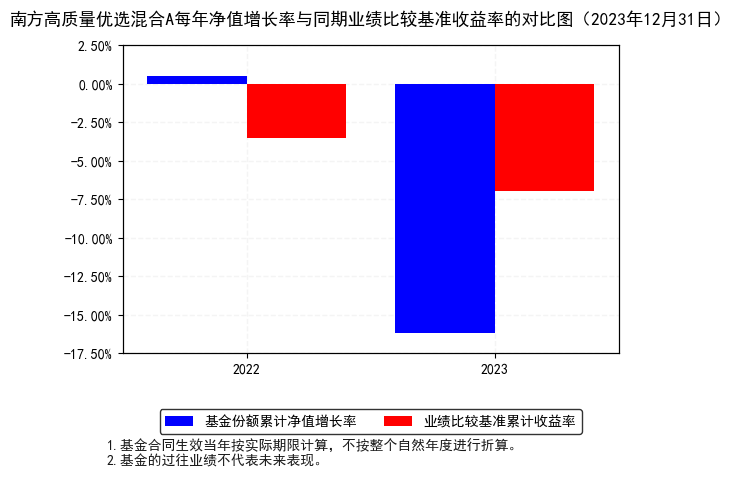 南方高质量优选混合A每年净值增长率与同期业绩比较基准收益率的对比图（2023年12月31日）
2.50%
0.00%
-2.50%
-5.00%
-7.50%
-10.00%
-12.50%
-15.00%
-17.50%
2022 2023
基金份额累计净值增长率 业绩比较基准累计收益率
1.基金合同生效当年按实际期限计算，不按整个自然年度进行折算。
2.基金的过往业绩不代表未来表现。